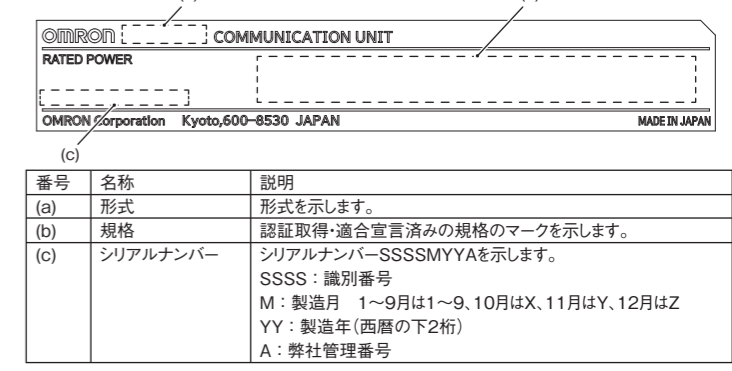 OMRON COMMUNICATION UNIT
RATED POWER
OMRON Corporation Kyoto,600-8530 JAPAN MADE IN JAPAN
(c)
番号 名称 説明
(a) 形式 形式を示します。
(b) 規格 認証取得・適合宣言済みの規格のマークを示します。
(c) シリアルナンバー シリアルナンバーSSSSMYYAを示します。
SSSS：識別番号
M：製造月　1～9月は1～9、10月はX、11月はY、12月はZ
YY：製造年（西暦の下2桁）
A：弊社管理番号